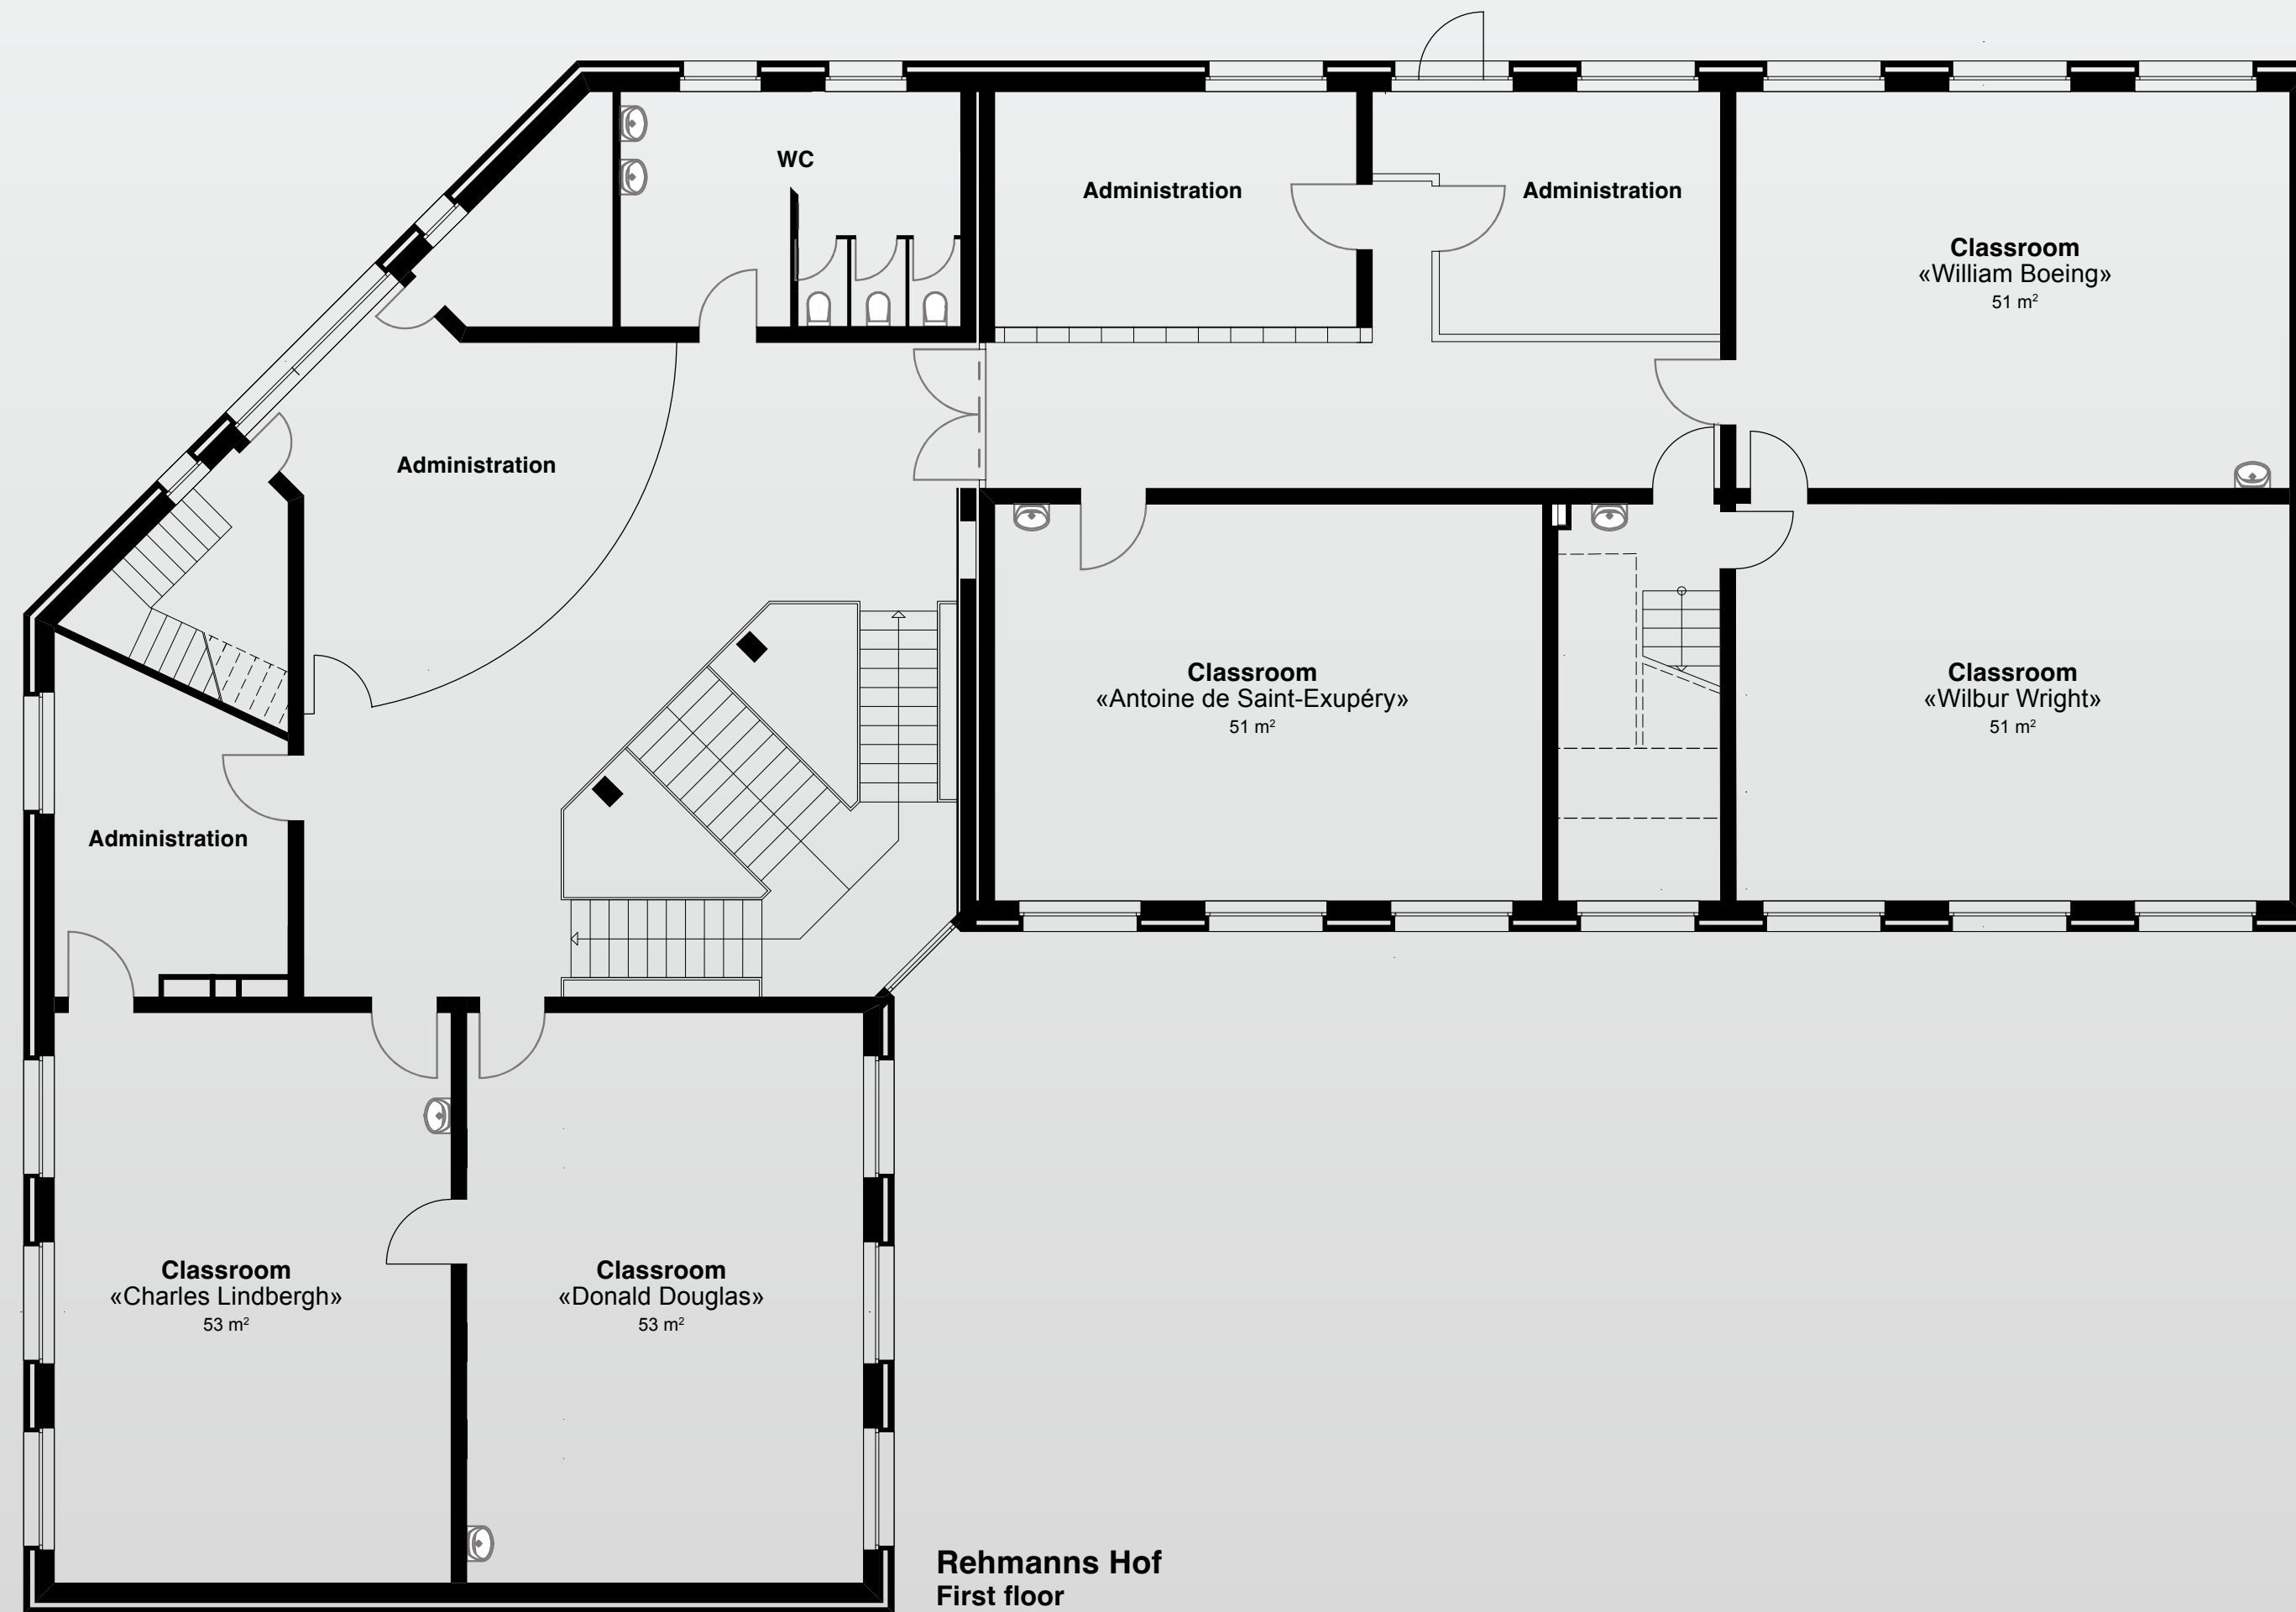 WC
Administration
Administration
Classroom
«William Boeing»
51 m²
Administration
Classroom
«Antoine de Saint-Exupéry»
51 m²
Classroom
«Wilbur Wright»
51 m²
Administration
Classroom
«Charles Lindbergh»
53 m²
Classroom
«Donald Douglas»
53 m²
Rehmanns Hof
First floor